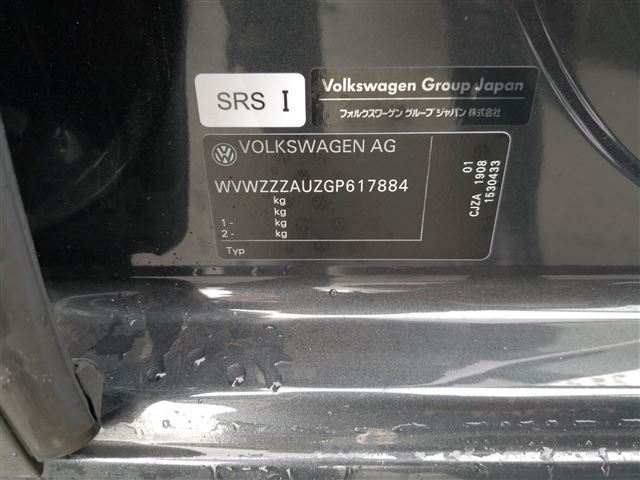 SRS I
Volkswagen Group Japan
フォルクスワーゲン グループ ジャパン 株式会社
VOLKSWAGEN AG
WVWZZZAUZGP617884
kg
kg
1 - kg
2 - kg
Typ
01
CJZA 1908
1530433